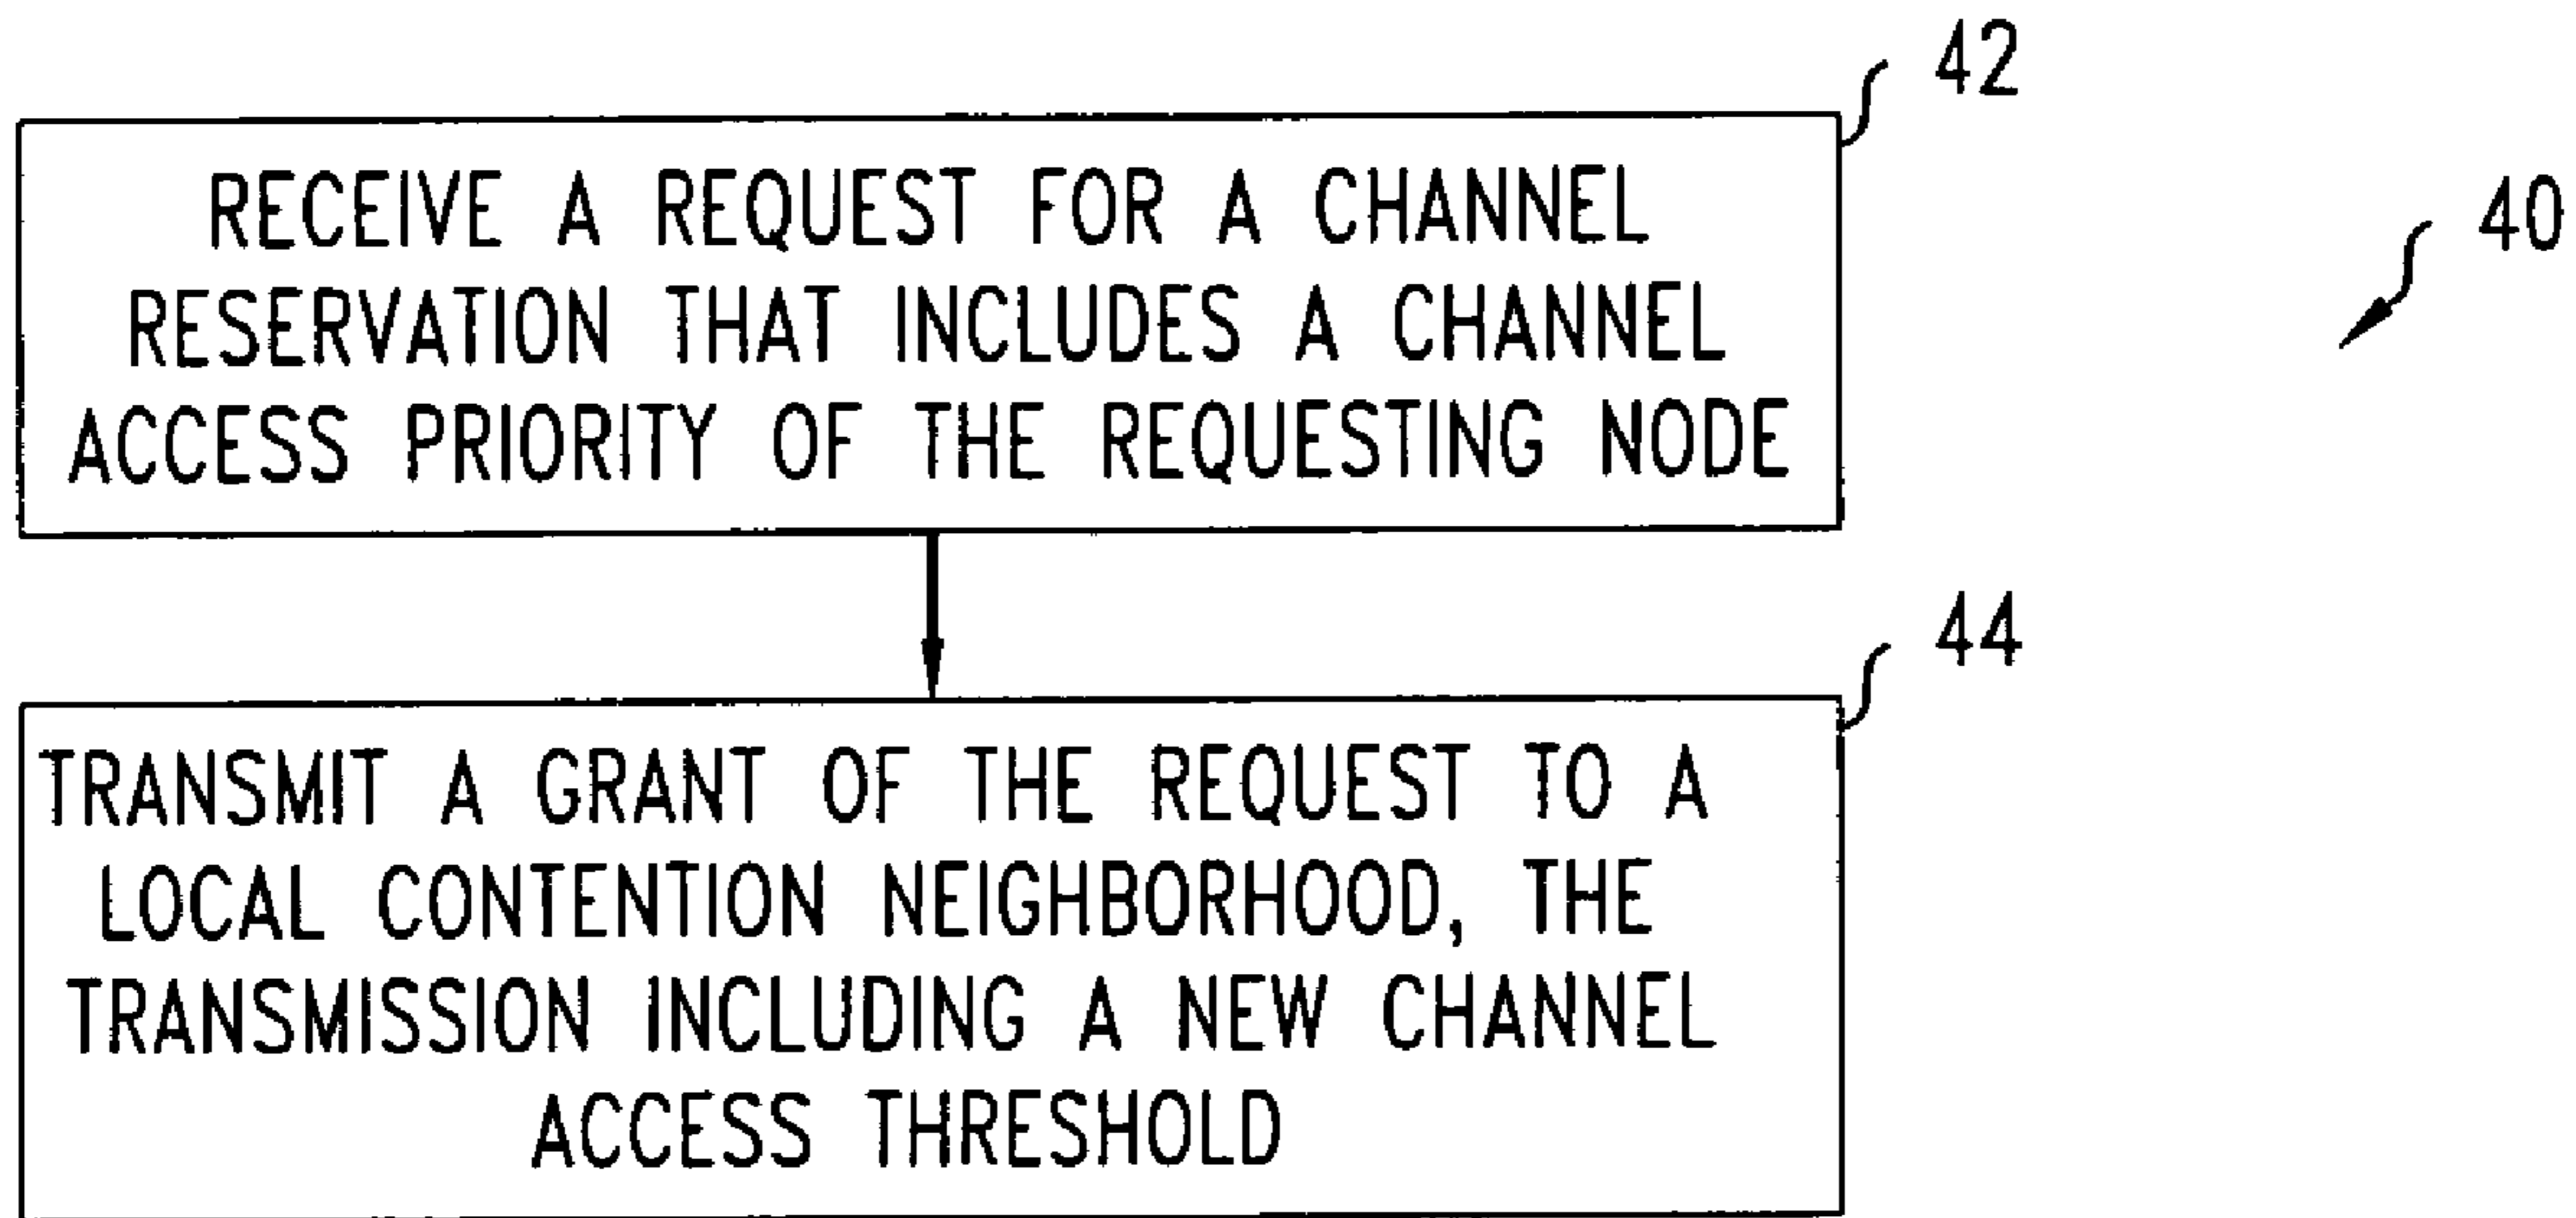 42
RECEIVE A REQUEST FOR A CHANNEL
RESERVATION THAT INCLUDES A CHANNEL
ACCESS PRIORITY OF THE REQUESTING NODE
40
44
TRANSMIT A GRANT OF THE REQUEST TO A
LOCAL CONTENTION NEIGHBORHOOD, THE
TRANSMISSION INCLUDING A NEW CHANNEL
ACCESS THRESHOLD